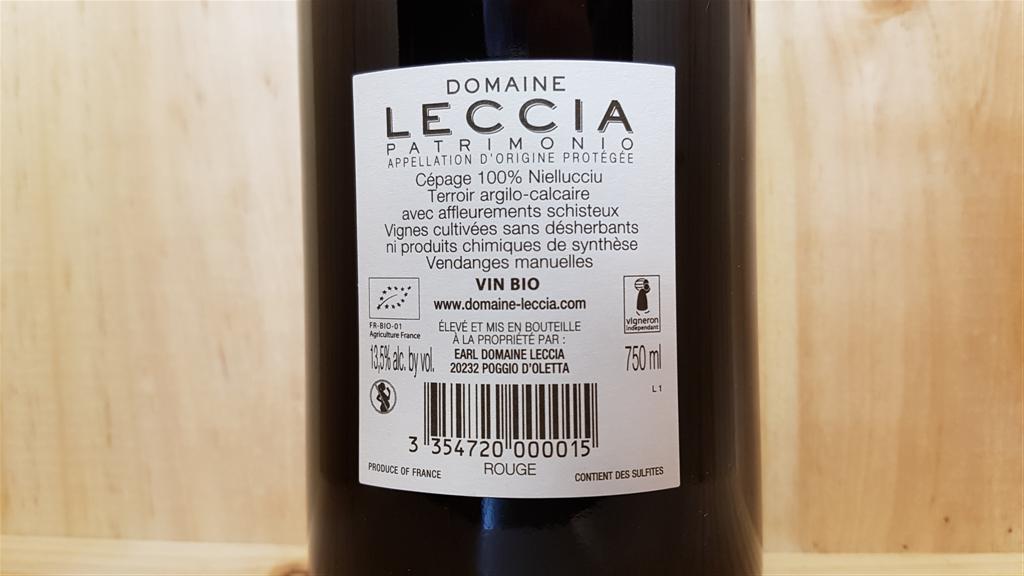 DOMAINE
LECCIA
PATRIMONIO
APPELLATION D'ORIGINE PROTÉGÉE
Cépage 100% Niellucciu
Terroir argilo-calcaire
avec affleurements schisteux
Vignes cultivées sans désherbants
ni produits chimiques de synthèse
Vendanges manuelles
VIN BIO
www.domaine-leccia.com
FR-BIO-01
Agriculture France
vigneron
indépendant
ÉLEVÉ ET MIS EN BOUTEILLE
À LA PROPRIÉTÉ PAR :
EARL DOMAINE LECCIA
20232 POGGIO D'OLETTA
13,5% alc. by vol.
750 ml
L 1
3 354720 000015
ROUGE
PRODUCE OF FRANCE
CONTIENT DES SULFITES